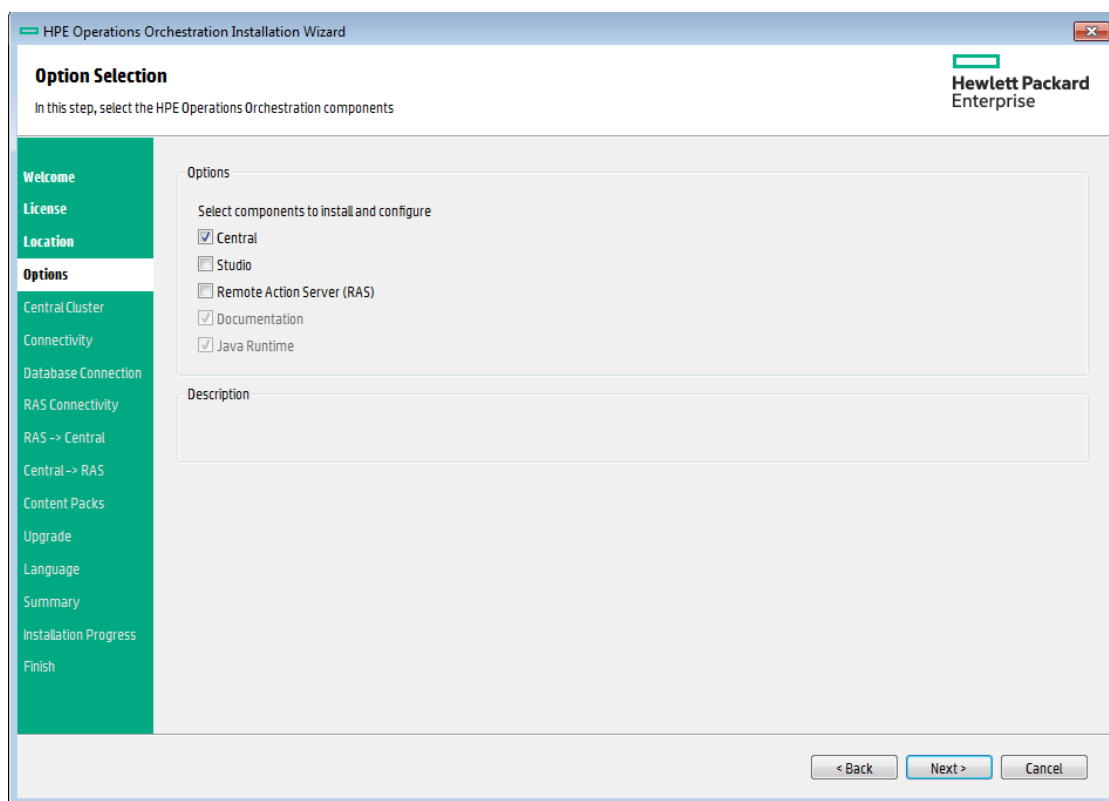 HPE Operations Orchestration Installation Wizard
Option Selection
In this step, select the HPE Operations Orchestration components
Hewlett Packard
Enterprise
Welcome
License
Location
Options
Central Cluster
Connectivity
Database Connection
RAS Connectivity
RAS -> Central
Central -> RAS
Content Packs
Upgrade
Language
Summary
Installation Progress
Finish
Options
Select components to install and configure
Central
Studio
Remote Action Server (RAS)
Documentation
Java Runtime
Description
< Back
Next >
Cancel